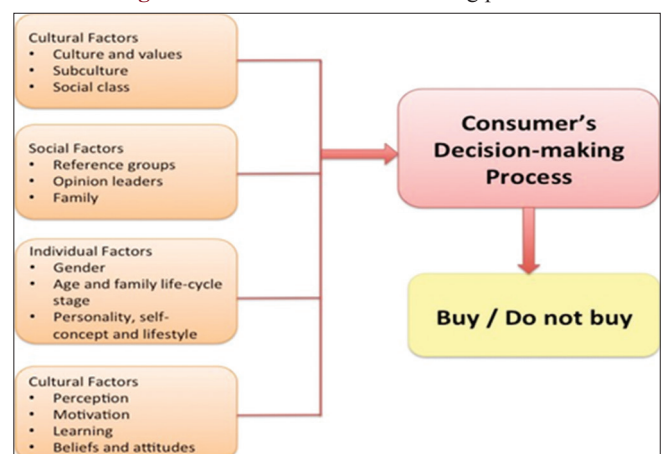 Cultural Factors
• Culture and values
• Subculture
• Social class
Social Factors
• Reference groups
• Opinion leaders
• Family
Individual Factors
• Gender
• Age and family life-cycle
stage
• Personality, self-
concept and lifestyle
Cultural Factors
• Perception
• Motivation
• Learning
• Beliefs and attitudes
Consumer's
Decision-making
Process
Buy / Do not buy